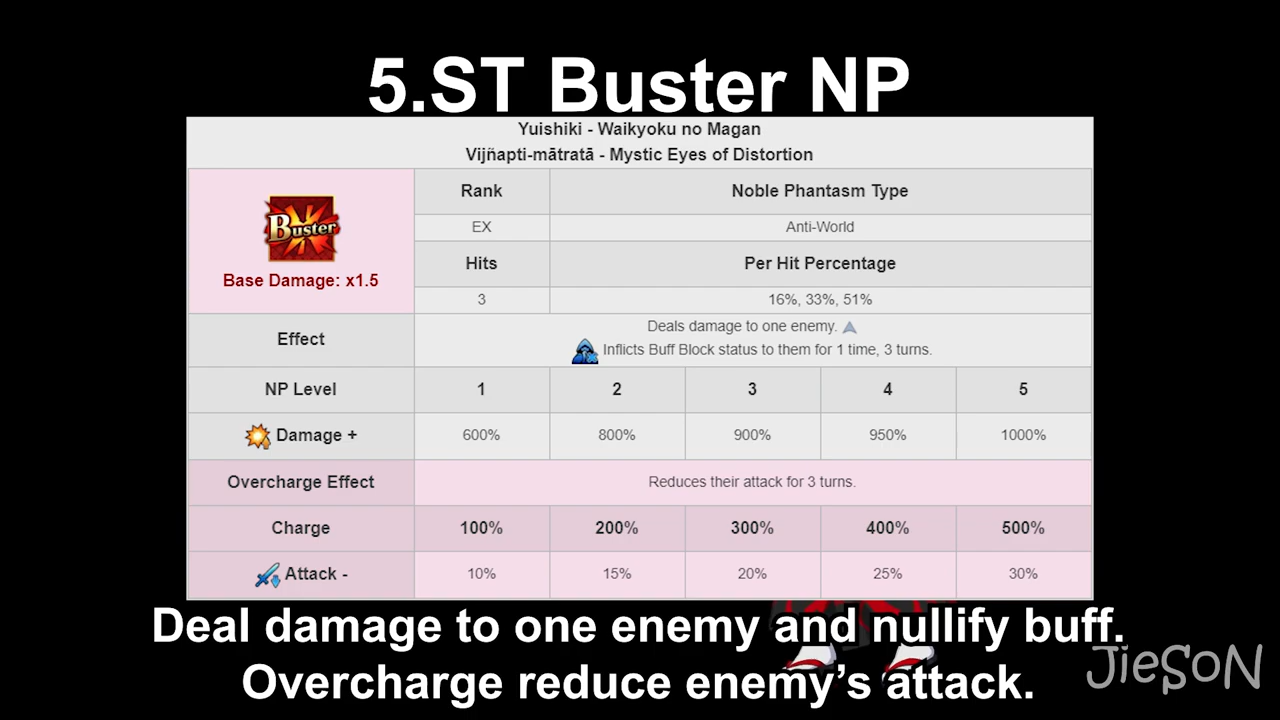 5.ST Buster NP
Yuishiki - Waikyoku no Magan
Vijñapti-mātratā - Mystic Eyes of Distortion
Buster
Base Damage: x1.5
Rank
Noble Phantasm Type
EX
Anti-World
Hits
Per Hit Percentage
3
16%, 33%, 51%
Effect
Deals damage to one enemy.
Inflicts Buff Block status to them for 1 time, 3 turns.
NP Level 1 2 3 4 5
Damage + 600% 800% 900% 950% 1000%
Overcharge Effect Reduces their attack for 3 turns.
Charge 100% 200% 300% 400% 500%
Attack - 10% 15% 20% 25% 30%
Deal damage to one enemy and nullify buff.
Overcharge reduce enemy’s attack.
JieSoN